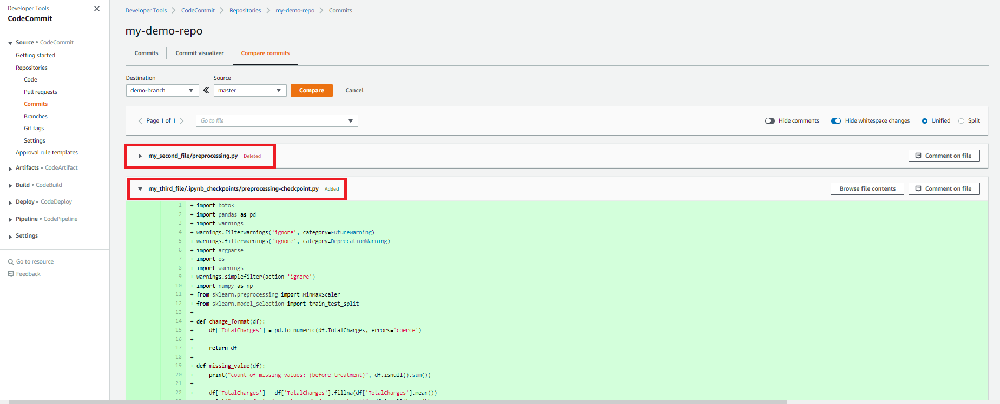 Developer Tools
CodeCommit
Source • CodeCommit
Getting started
Repositories
Code
Pull requests
Commits
Branches
Git tags
Settings
Approval rule templates
Artifacts • CodeArtifact
Build • CodeBuild
Deploy • CodeDeploy
Pipeline • CodePipeline
Settings
Go to resource
Feedback
Developer Tools > CodeCommit > Repositories > my-demo-repo > Commits
my-demo-repo
Commits Commit visualizer Compare commits
Destination Source
demo-branch master Compare Cancel
Page 1 of 1 Go to file Hide comments Hide whitespace changes Unified Split
my_second_file/preprocessing.py Deleted Comment on file
my_third_file/.ipynb_checkpoints/preprocessing-checkpoint.py Added Browse file contents Comment on file
1 + import boto3
2 + import pandas as pd
3 + import warnings
4 + warnings.filterwarnings('ignore', category=FutureWarning)
5 + warnings.filterwarnings('ignore', category=DeprecationWarning)
6 + import argparse
7 + import os
8 + import warnings
9 + warnings.simplefilter(action='ignore')
10 + import numpy as np
11 + from sklearn.preprocessing import MinMaxScaler
12 + from sklearn.model_selection import train_test_split
13 +
14 + def change_format(df):
15 + df['TotalCharges'] = pd.to_numeric(df.TotalCharges, errors='coerce')
16 +
17 + return df
18 +
19 + def missing_value(df):
20 + print("count of missing values: (before treatment)", df.isnull().sum())
21 +
22 + df['TotalCharges'] = df['TotalCharges'].fillna(df['TotalCharges'].mean())